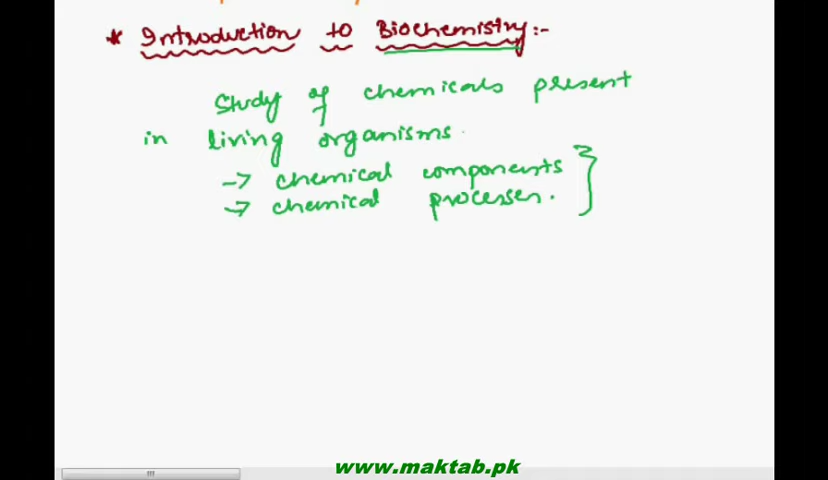 * Introduction to Biochemistry:-
Study of chemicals present
in living organisms.
-> chemical components
-> chemical processes.
www.maktab.pk